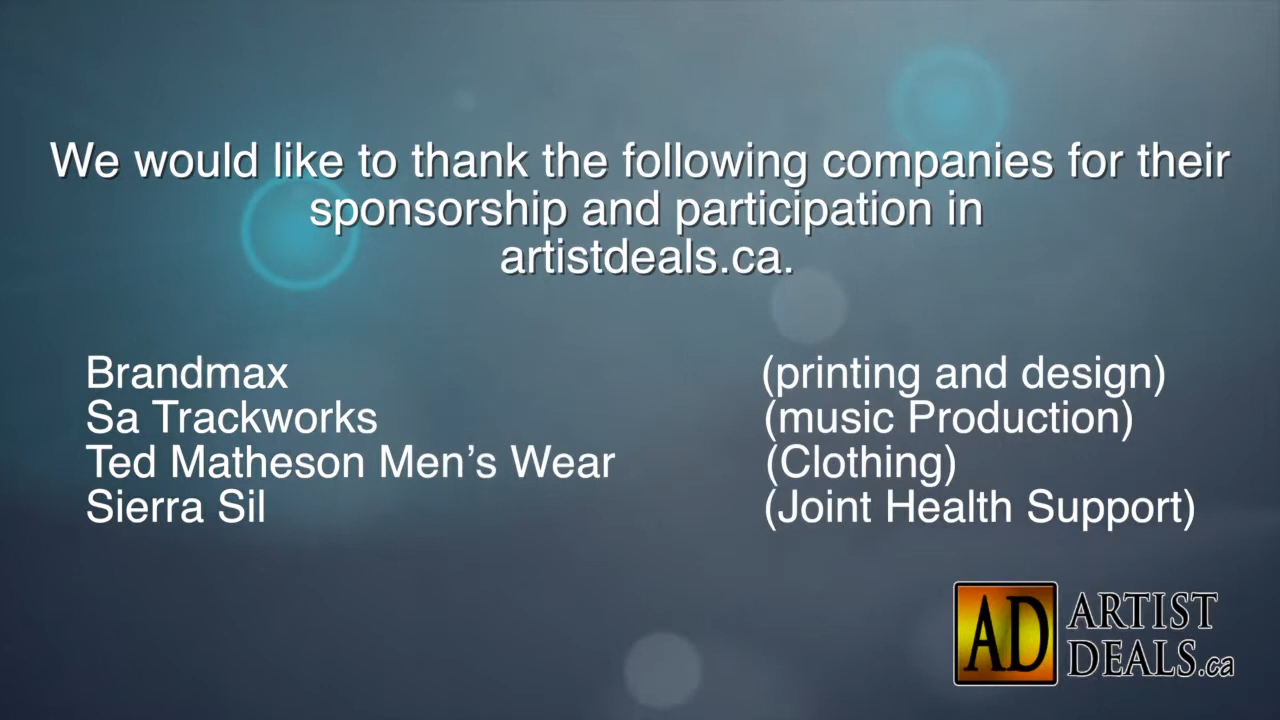 We would like to thank the following companies for their
sponsorship and participation in
artistdeals.ca.
Brandmax (printing and design)
Sa Trackworks (music Production)
Ted Matheson Men’s Wear (Clothing)
Sierra Sil (Joint Health Support)
AD ARTIST
DEALS.ca